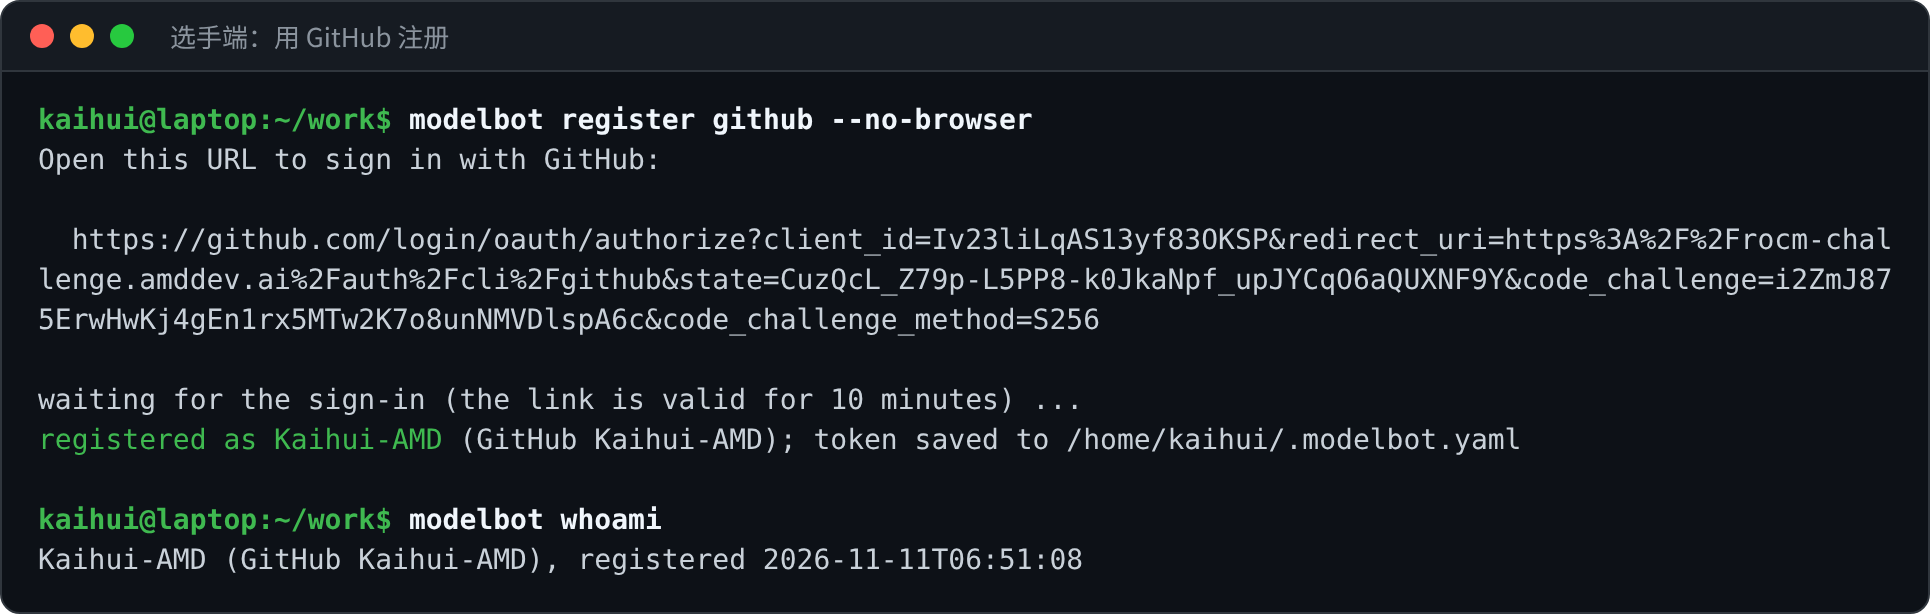 选手端：用 GitHub 注册
kaihui@laptop:~/work$ modelbot register github --no-browser
Open this URL to sign in with GitHub:
https://github.com/login/oauth/authorize?client_id=Iv23liLqAS13yf83OKSP&redirect_uri=https%3A%2F%2Frocm-chal
lenge.amddev.ai%2Fauth%2Fcli%2Fgithub&state=CuzQcL_Z79p-L5PP8-k0JkaNpf_upJYCqO6aQUXNF9Y&code_challenge=i2ZmJ87
5ErwHwKj4gEn1rx5MTw2K7o8unNMVDlspA6c&code_challenge_method=S256
waiting for the sign-in (the link is valid for 10 minutes) ...
registered as Kaihui-AMD (GitHub Kaihui-AMD); token saved to /home/kaihui/.modelbot.yaml
kaihui@laptop:~/work$ modelbot whoami
Kaihui-AMD (GitHub Kaihui-AMD), registered 2026-11-11T06:51:08